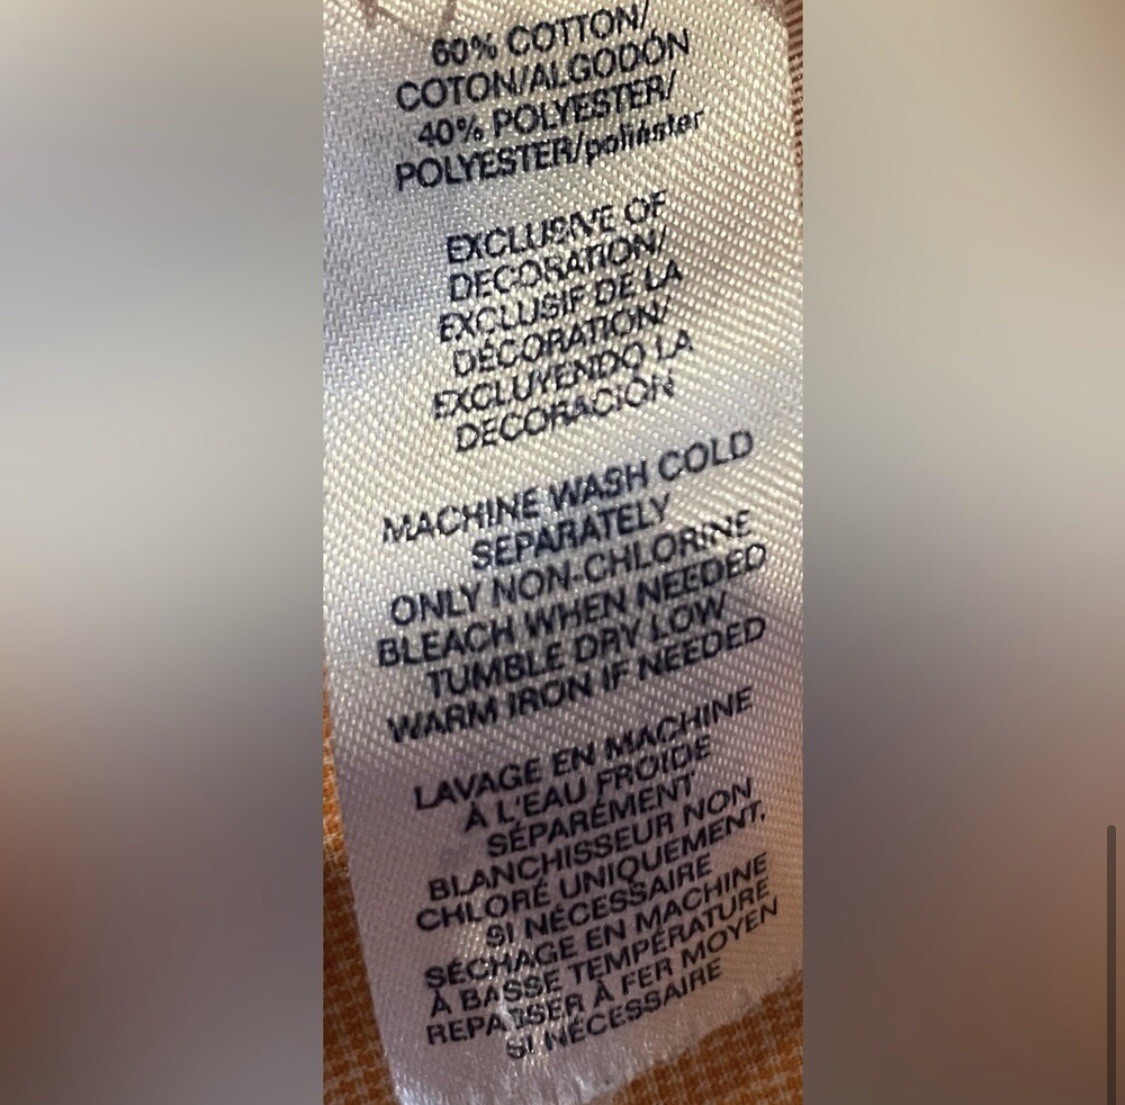 60% COTTON/
COTON/ALGODÓN
40% POLYESTER/
POLYESTER/poliéster
EXCLUSIVE OF
DECORATION/
EXCLUSIF DE LA
DÉCORATION/
EXCLUYENDO LA
DECORACIÓN
MACHINE WASH COLD
SEPARATELY
ONLY NON-CHLORINE
BLEACH WHEN NEEDED
TUMBLE DRY LOW
WARM IRON IF NEEDED
LAVAGE EN MACHINE
À L'EAU FROIDE
SÉPARÉMENT
BLANCHISSEUR NON
CHLORÉ UNIQUEMENT,
SI NÉCESSAIRE
SÉCHAGE EN MACHINE
À BASSE TEMPÉRATURE
REPASSER À FER MOYEN
SI NÉCESSAIRE